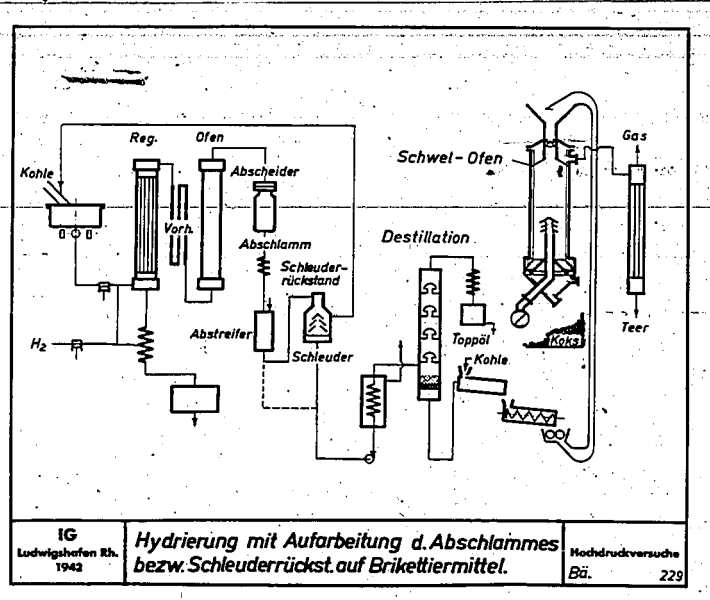 Reg.
Ofen
Kohle
Vorh.
Abscheider
Abschlamm
Schleuder-
rückstand
Abstreifer
Schleuder
H₂
Destillation
Toppöl
Kohle
Schwel-Ofen
Gas
Teer
Koks
IG
Ludwigshafen Rh.
1942
Hydrierung mit Aufarbeitung d. Abschlammes
bezw. Schleuderrückst. auf Brikettiermittel.
Hochdruckversuche
Bä. 229